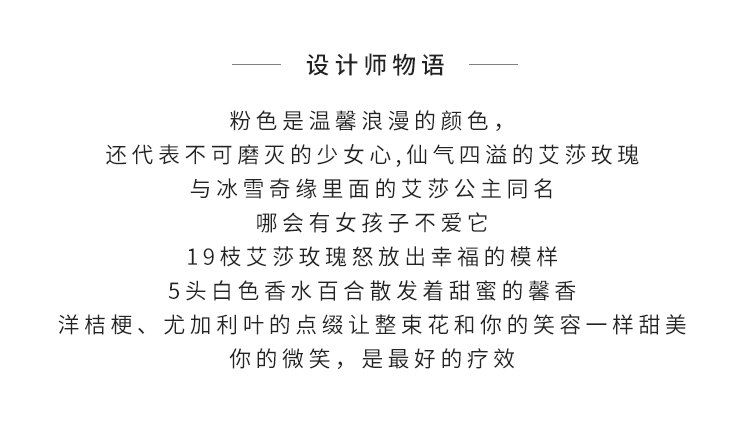 设计师物语
粉色是温馨浪漫的颜色，
还代表不可磨灭的少女心,仙气四溢的艾莎玫瑰
与冰雪奇缘里面的艾莎公主同名
哪会有女孩子不爱它
19枝艾莎玫瑰怒放出幸福的模样
5头白色香水百合散发着甜蜜的馨香
洋桔梗、尤加利叶的点缀让整束花和你的笑容一样甜美
你的微笑，是最好的疗效